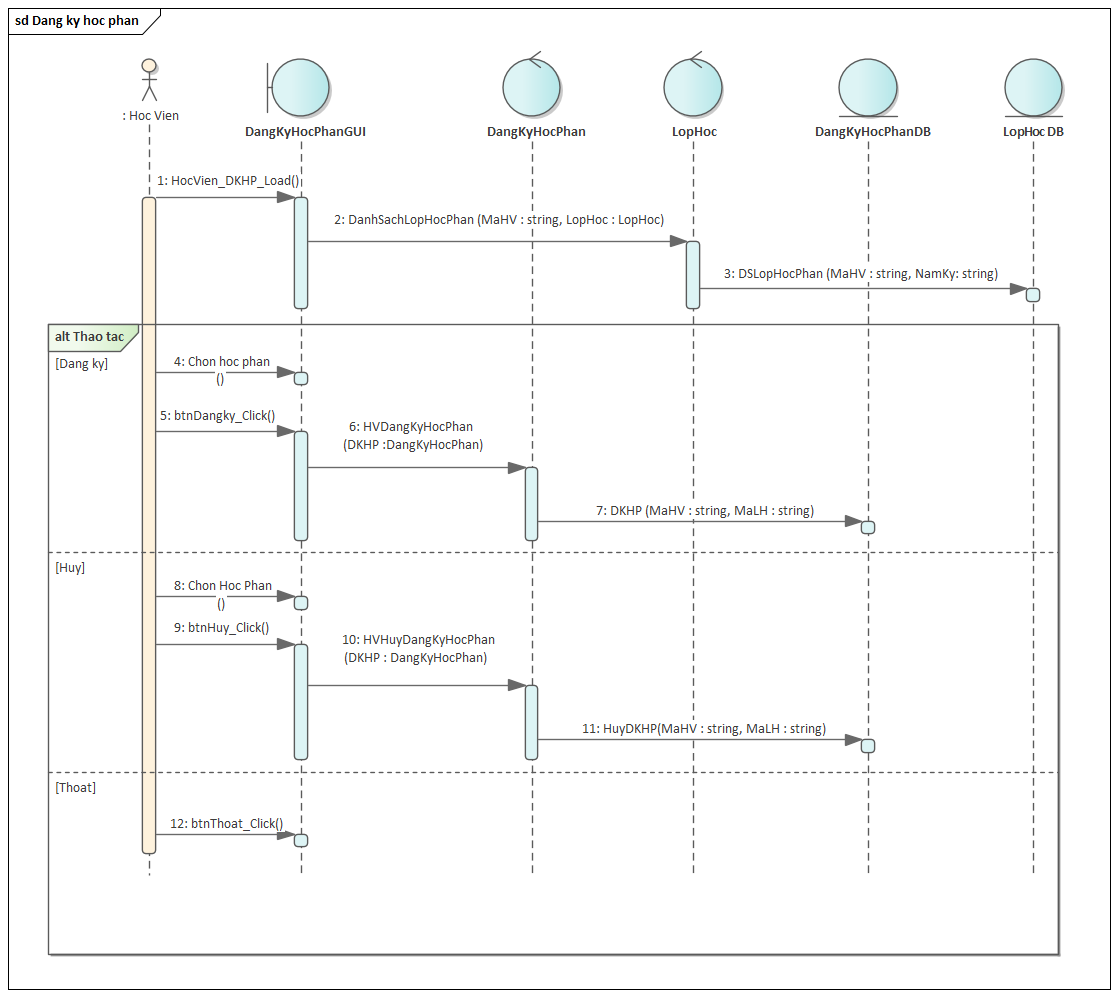 sd Dang ky hoc phan
: Hoc Vien
DangKyHocPhanGUI
DangKyHocPhan
LopHoc
DangKyHocPhanDB
LopHoc DB
1: HocVien_DKHP_Load()
2: DanhSachLopHocPhan (MaHV : string, LopHoc : LopHoc)
3: DSLopHocPhan (MaHV : string, NamKy: string)
alt Thao tac
[Dang ky]
4: Chon hoc phan
()
5: btnDangky_Click()
6: HVDangKyHocPhan
(DKHP :DangKyHocPhan)
7: DKHP (MaHV : string, MaLH : string)
[Huy]
8: Chon Hoc Phan
()
9: btnHuy_Click()
10: HVHuyDangKyHocPhan
(DKHP : DangKyHocPhan)
11: HuyDKHP(MaHV : string, MaLH : string)
[Thoat]
12: btnThoat_Click()